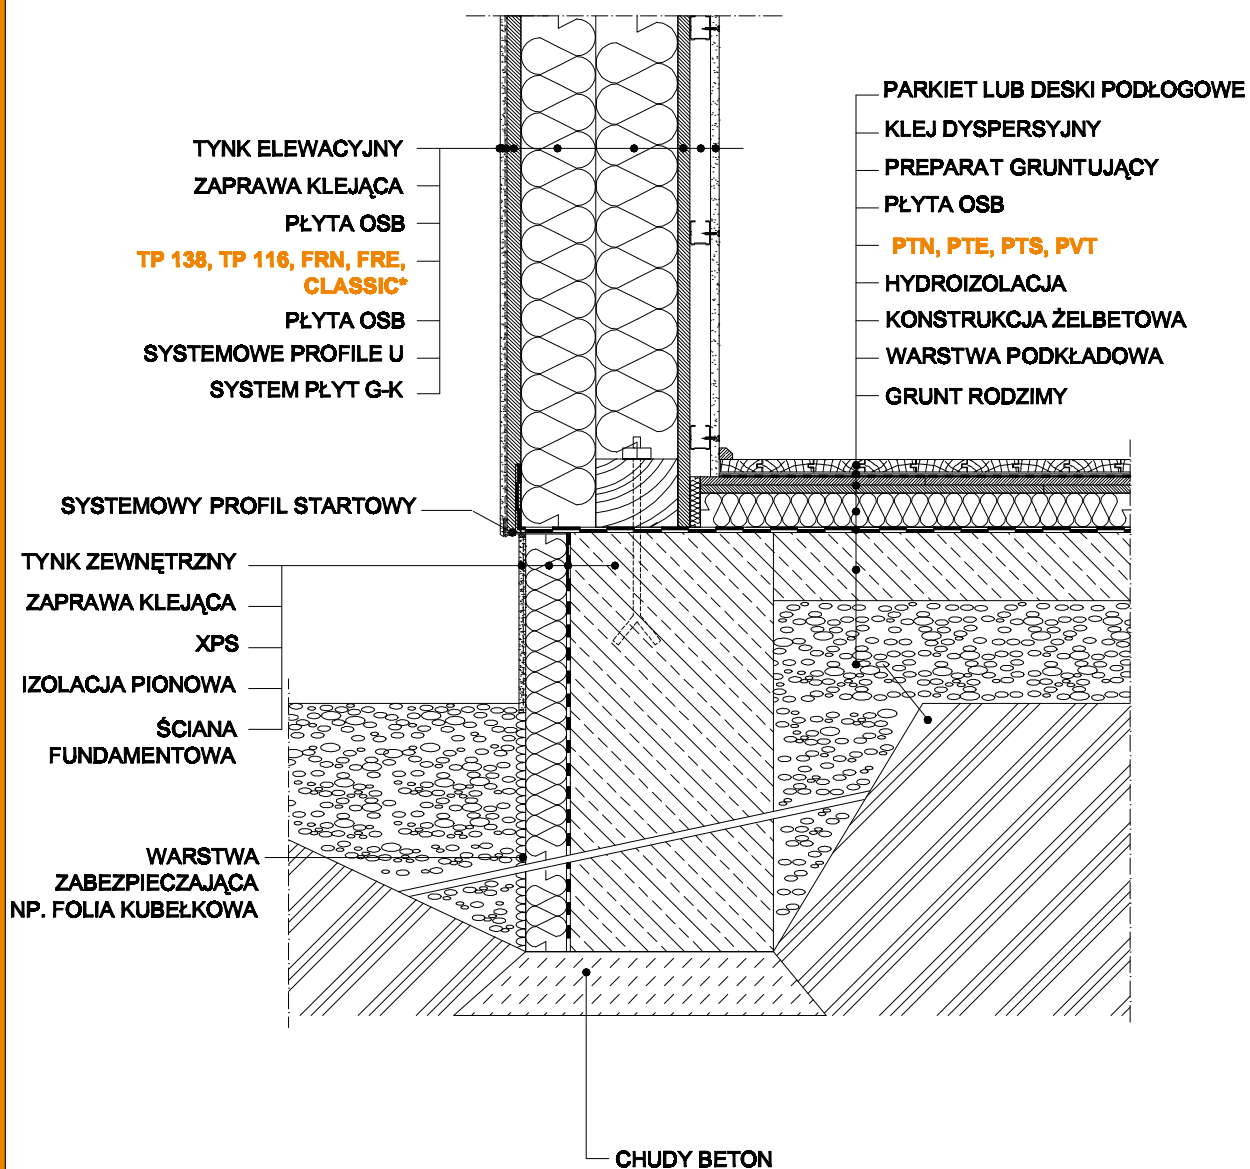 TYNK ELEWACYJNY
ZAPRAWA KLEJĄCA
PŁYTA OSB
TP 138, TP 116, FRN, FRE,
CLASSIC*
PŁYTA OSB
SYSTEMOWE PROFILE U
SYSTEM PŁYT G-K
PARKIET LUB DESKI PODŁOGOWE
KLEJ DYSPERSYJNY
PREPARAT GRUNTUJĄCY
PŁYTA OSB
PTN, PTE, PTS, PVT
HYDROIZOLACJA
KONSTRUKCJA ŻELBETOWA
WARSTWA PODKŁADOWA
GRUNT RODZIMY
SYSTEMOWY PROFIL STARTOWY
TYNK ZEWNĘTRZNY
ZAPRAWA KLEJĄCA
XPS
IZOLACJA PIONOWA
ŚCIANA
FUNDAMENTOWA
WARSTWA
ZABEZPIECZAJĄCA
NP. FOLIA KUBEŁKOWA
CHUDY BETON